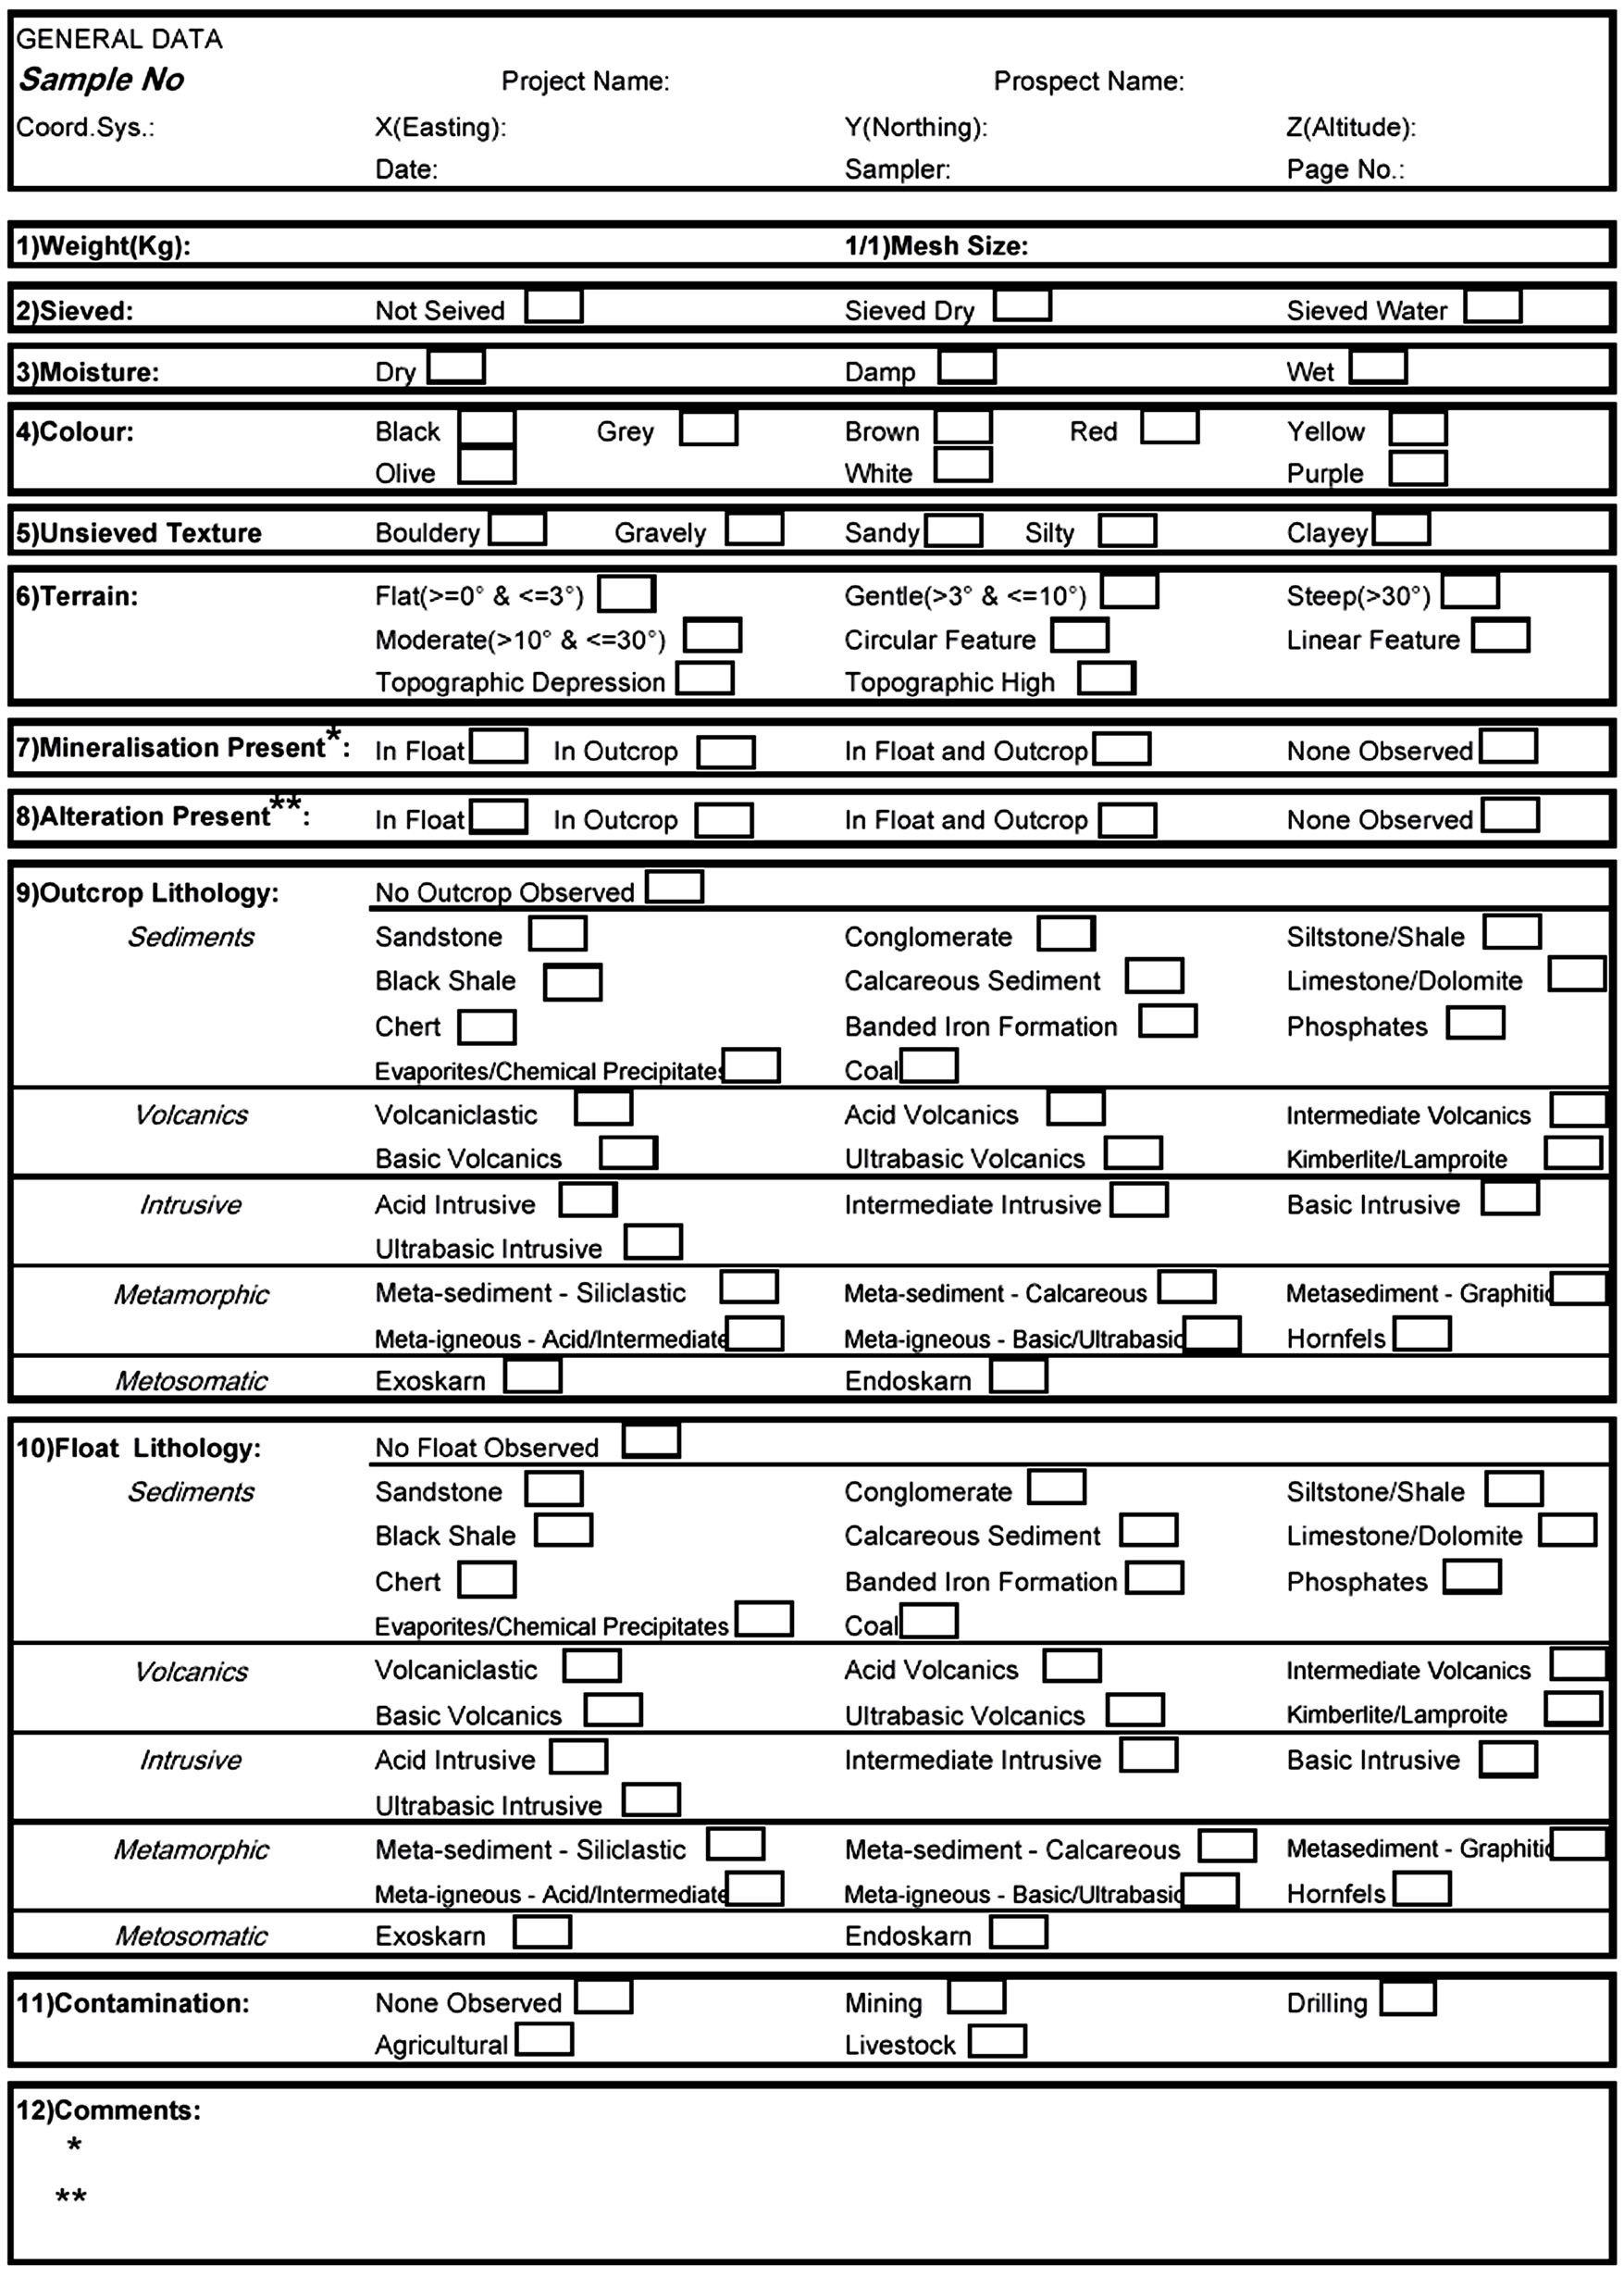 GENERAL DATA
Sample No Project Name: Prospect Name:
Coord.Sys.: X(Easting): Y(Northing): Z(Altitude):
Date: Sampler: Page No.:
1)Weight(Kg): 1/1)Mesh Size:
2)Sieved: Not Seived Sieved Dry Sieved Water
3)Moisture: Dry Damp Wet
4)Colour: Black Grey Brown Red Yellow
Olive White Purple
5)Unsieved Texture Bouldery Gravely Sandy Silty Clayey
6)Terrain: Flat(>=0° & <=3°) Gentle(>3° & <=10°) Steep(>30°)
Moderate(>10° & <=30°) Circular Feature Linear Feature
Topographic Depression Topographic High
7)Mineralisation Present*: In Float In Outcrop In Float and Outcrop None Observed
8)Alteration Present**: In Float In Outcrop In Float and Outcrop None Observed
9)Outcrop Lithology: No Outcrop Observed
Sediments Sandstone Conglomerate Siltstone/Shale
Black Shale Calcareous Sediment Limestone/Dolomite
Chert Banded Iron Formation Phosphates
Evaporites/Chemical Precipitates Coal
Volcanics Volcaniclastic Acid Volcanics Intermediate Volcanics
Basic Volcanics Ultrabasic Volcanics Kimberlite/Lamproite
Intrusive Acid Intrusive Intermediate Intrusive Basic Intrusive
Ultrabasic Intrusive
Metamorphic Meta-sediment - Siliclastic Meta-sediment - Calcareous Metasediment - Graphitic
Meta-igneous - Acid/Intermediate Meta-igneous - Basic/Ultrabasic Hornfels
Metosomatic Exoskarn Endoskarn
10)Float Lithology: No Float Observed
Sediments Sandstone Conglomerate Siltstone/Shale
Black Shale Calcareous Sediment Limestone/Dolomite
Chert Banded Iron Formation Phosphates
Evaporites/Chemical Precipitates Coal
Volcanics Volcaniclastic Acid Volcanics Intermediate Volcanics
Basic Volcanics Ultrabasic Volcanics Kimberlite/Lamproite
Intrusive Acid Intrusive Intermediate Intrusive Basic Intrusive
Ultrabasic Intrusive
Metamorphic Meta-sediment - Siliclastic Meta-sediment - Calcareous Metasediment - Graphitic
Meta-igneous - Acid/Intermediate Meta-igneous - Basic/Ultrabasic Hornfels
Metosomatic Exoskarn Endoskarn
11)Contamination: None Observed Mining Drilling
Agricultural Livestock
12)Comments:
*
**